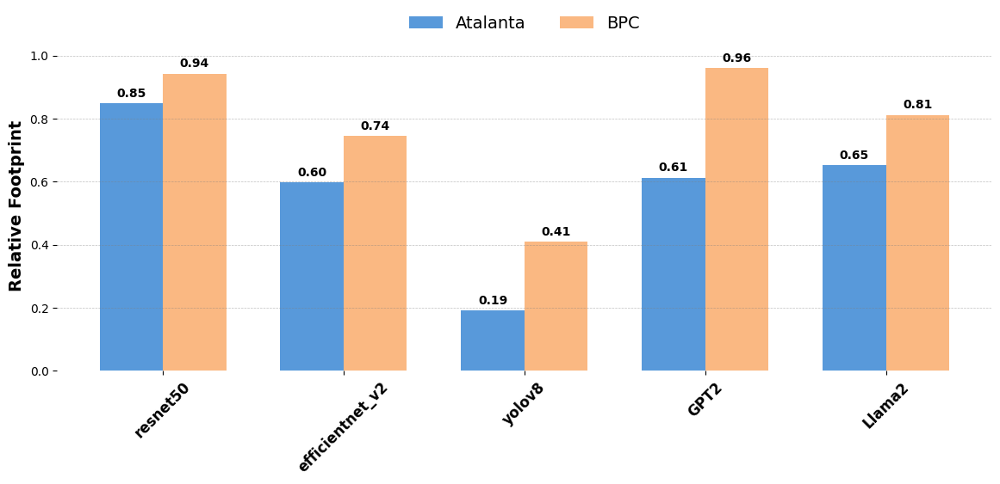 Atalanta BPC
Relative Footprint
1.0
0.8
0.6
0.4
0.2
0.0
0.85 0.94
0.60 0.74
0.19 0.41
0.61 0.96
0.65 0.81
resnet50
efficientnet_v2
yolov8
GPT2
Llama2